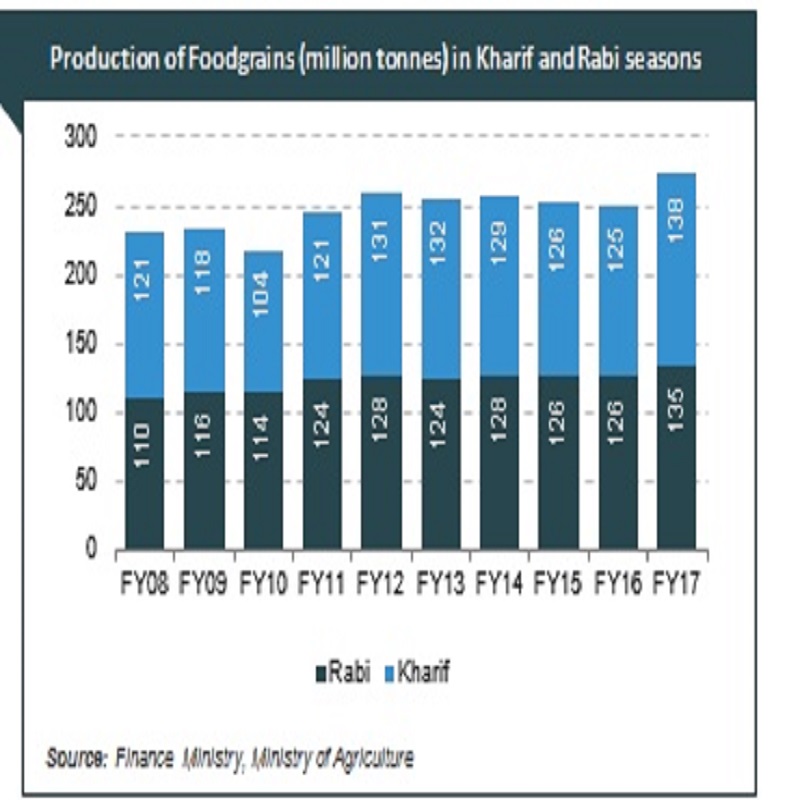 Production of Foodgrains (million tonnes) in Kharif and Rabi seasons
300
250
200
150
100
50
0
121 118 104 121 131 132 129 126 125 138
110 116 114 124 128 124 128 126 126 135
FY08 FY09 FY10 FY11 FY12 FY13 FY14 FY15 FY16 FY17
Rabi Kharif
Source: Finance Ministry, Ministry of Agriculture